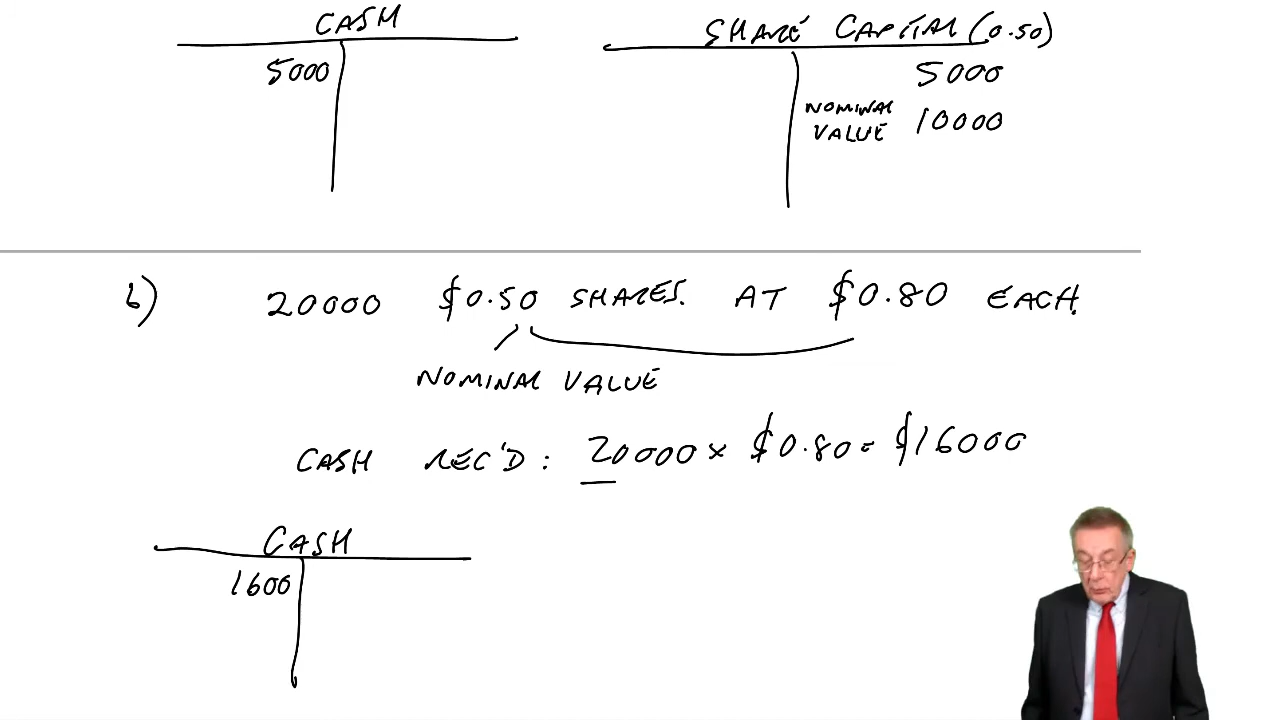 CASH
5000
SHARE CAPITAL (0.50)
5000
NOMINAL VALUE 10000
b) 20000 $0.50 SHARES. AT $0.80 EACH.
NOMINAL VALUE
CASH REC'D: 20000 × $0.80 = $16000
CASH
1600